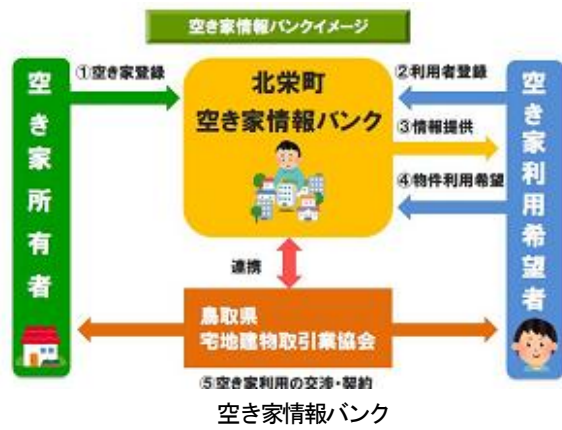 空き家情報バンクイメージ
空き家所有者
①空き家登録
北栄町
空き家情報バンク
②利用者登録
③情報提供
④物件利用希望
空き家利用希望者
連携
鳥取県
宅地建物取引業協会
⑤空き家利用の交渉・契約
空き家情報バンク